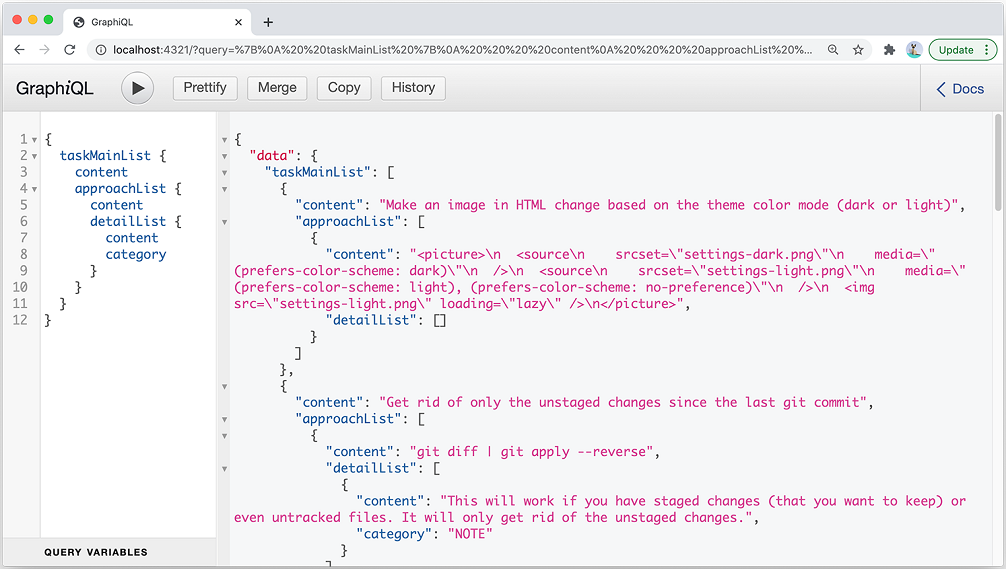 GraphiQL
localhost:4321/?query=%7B%0A%20%20taskMainList%20%7B%0A%20%20%20%20content%0A%20%20%20%20approachList%20%...
Update
GraphiQL
Prettify
Merge
Copy
History
Docs
1 {
2 taskMainList {
3 content
4 approachList {
5 content
6 detailList {
7 content
8 category
9 }
10 }
11 }
12 }
QUERY VARIABLES
{
"data": {
"taskMainList": [
{
"content": "Make an image in HTML change based on the theme color mode (dark or light)",
"approachList": [
{
"content": "<picture>\n  <source\n    srcset=\"settings-dark.png\"\n    media=\"
(prefers-color-scheme: dark)\"\n  />\n  <source\n    srcset=\"settings-light.png\"\n    media=\"
(prefers-color-scheme: light), (prefers-color-scheme: no-preference)\"\n  />\n  <img
src=\"settings-light.png\" loading=\"lazy\" />\n</picture>",
"detailList": []
}
]
},
{
"content": "Get rid of only the unstaged changes since the last git commit",
"approachList": [
{
"content": "git diff | git apply --reverse",
"detailList": [
{
"content": "This will work if you have staged changes (that you want to keep) or
even untracked files. It will only get rid of the unstaged changes.",
"category": "NOTE"
}
]